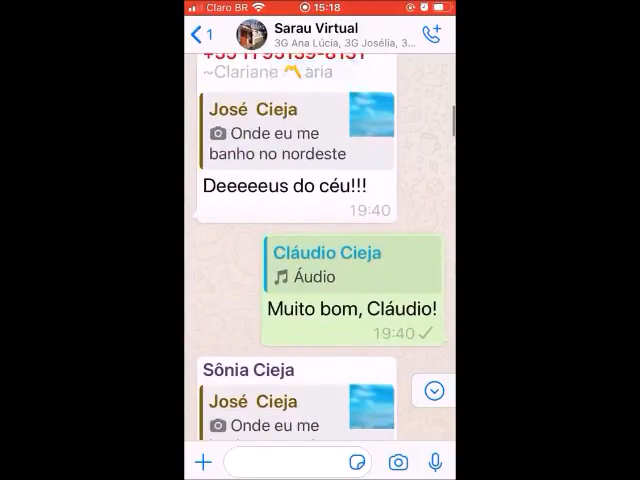 Claro BR 15:18
1 Sarau Virtual
3G Ana Lúcia, 3G Josélia, 3...
~Clariane
José Cieja
Onde eu me
banho no nordeste
Deeeeeus do céu!!!
19:40
Cláudio Cieja
Áudio
Muito bom, Cláudio!
19:40
Sônia Cieja
José Cieja
Onde eu me